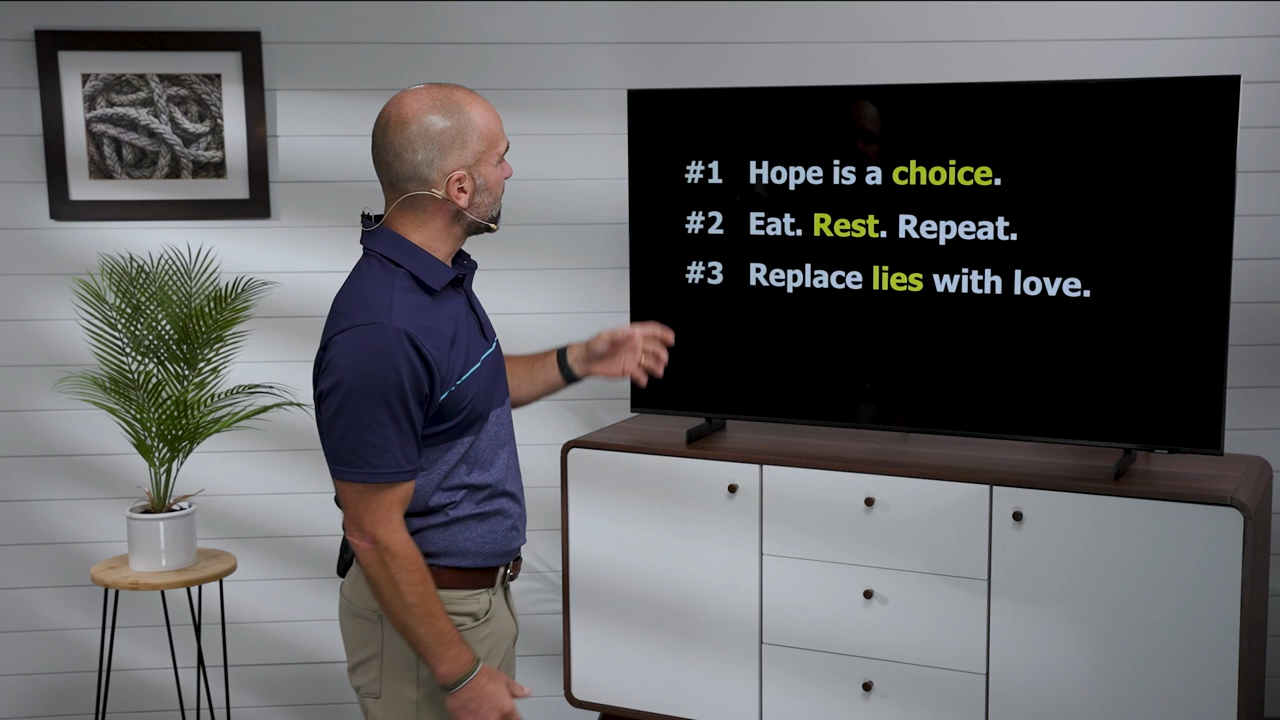 #1 Hope is a choice.
#2 Eat. Rest. Repeat.
#3 Replace lies with love.